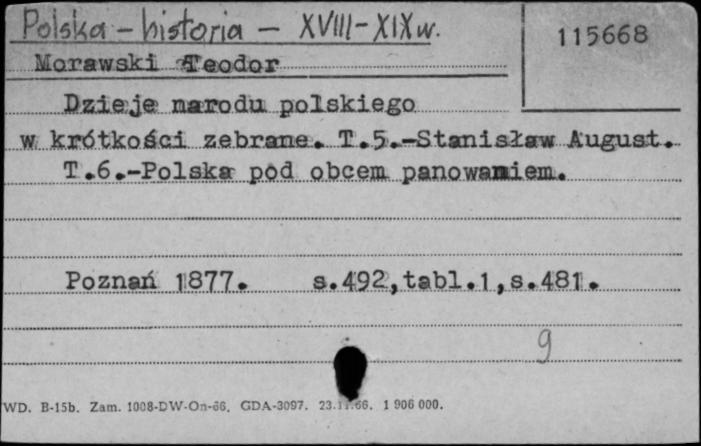 Polska - historia - XVIII-XIX w.
115668
Morawski Teodor
Dzieje narodu polskiego
w krótkości zebrane. T.5.-Stanisław August.
T.6.-Polska pod obcem panowaniem.
Poznań 1877. s.492,tabl.1,s.481.
9
WD. B-15b. Zam. 1008-DW-On-66. GDA-3097. 23.11.66. 1 906 000.